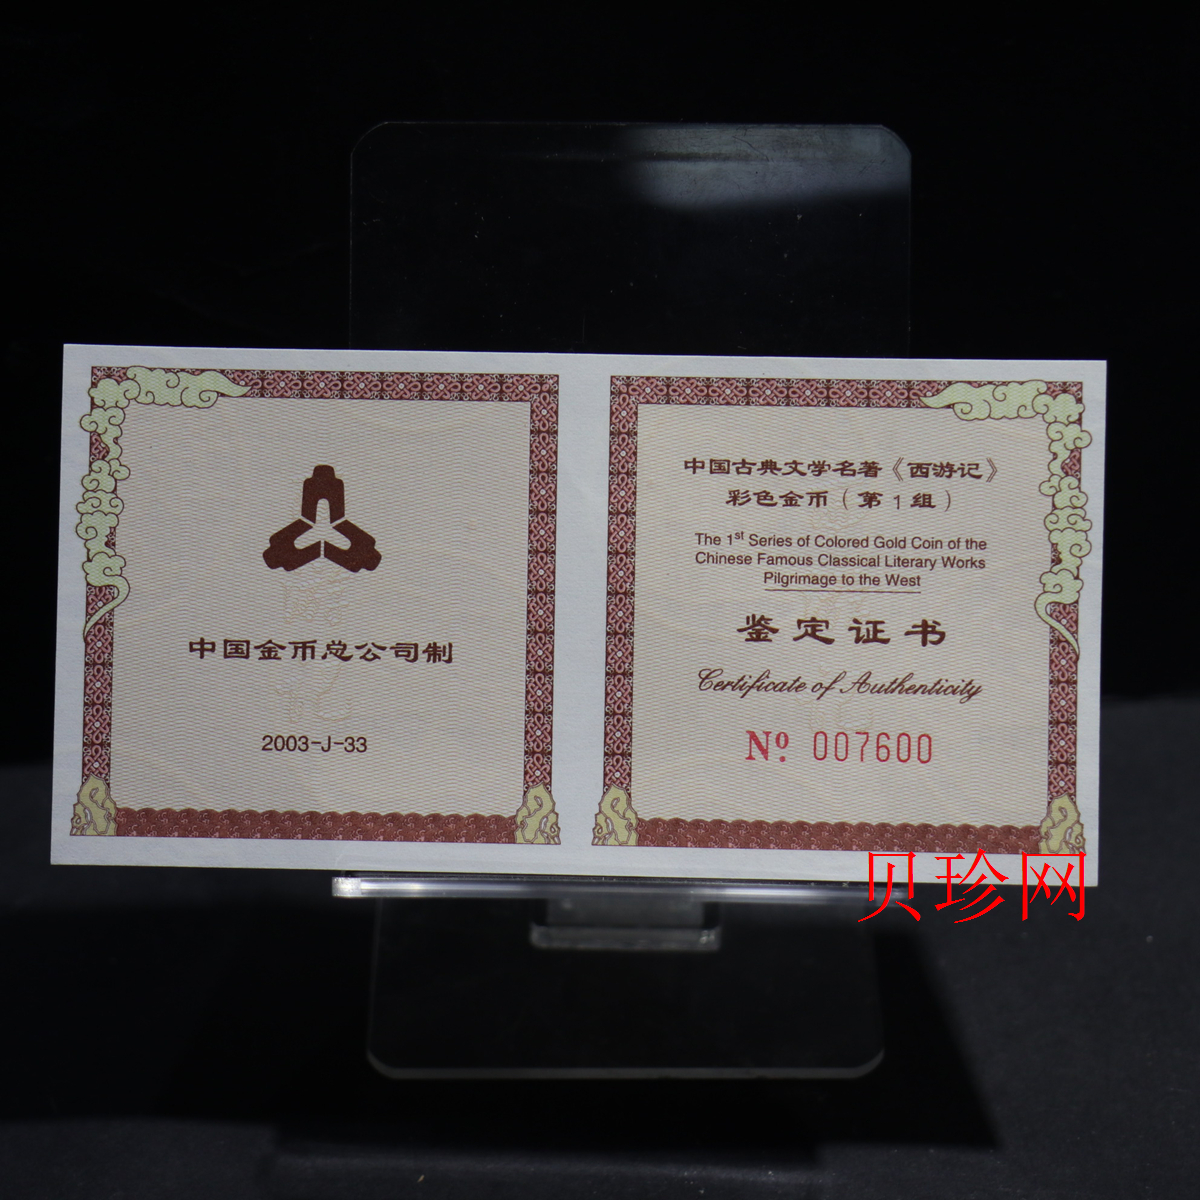 中国金币总公司制
2003-J-33
中国古典文学名著《西游记》
彩色金币（第1组）
The 1st Series of Colored Gold Coin of the
Chinese Famous Classical Literary Works
Pilgrimage to the West
鉴定证书
Certificate of Authenticity
Nº 007600
贝珍网